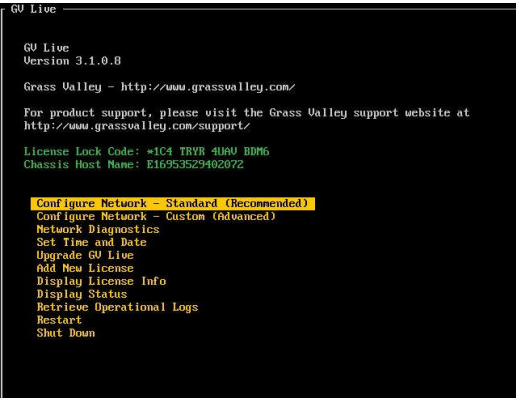 GV Live
GV Live
Version 3.1.0.8
Grass Valley - http://www.grassvalley.com/
For product support, please visit the Grass Valley support website at
http://www.grassvalley.com/support/
License Lock Code: *1C4 TRYR 4UAV BDM6
Chassis Host Name: E16953529402072
Configure Network - Standard (Recommended)
Configure Network - Custom (Advanced)
Network Diagnostics
Set Time and Date
Upgrade GV Live
Add New License
Display License Info
Display Status
Retrieve Operational Logs
Restart
Shut Down